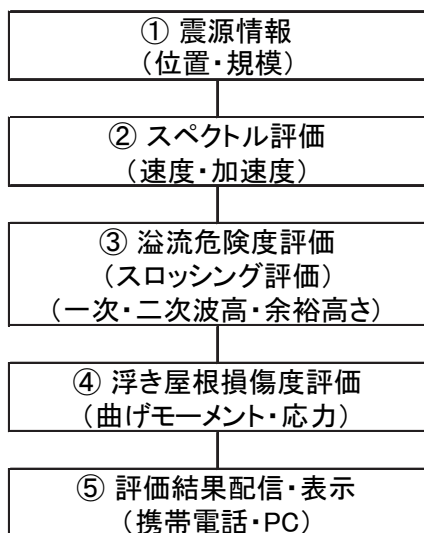 ① 震源情報
（位置・規模）
② スペクトル評価
（速度・加速度）
③ 溢流危険度評価
（スロッシング評価）
（一次・二次波高・余裕高さ）
④ 浮き屋根損傷度評価
（曲げモーメント・応力）
⑤ 評価結果配信・表示
（携帯電話・PC）